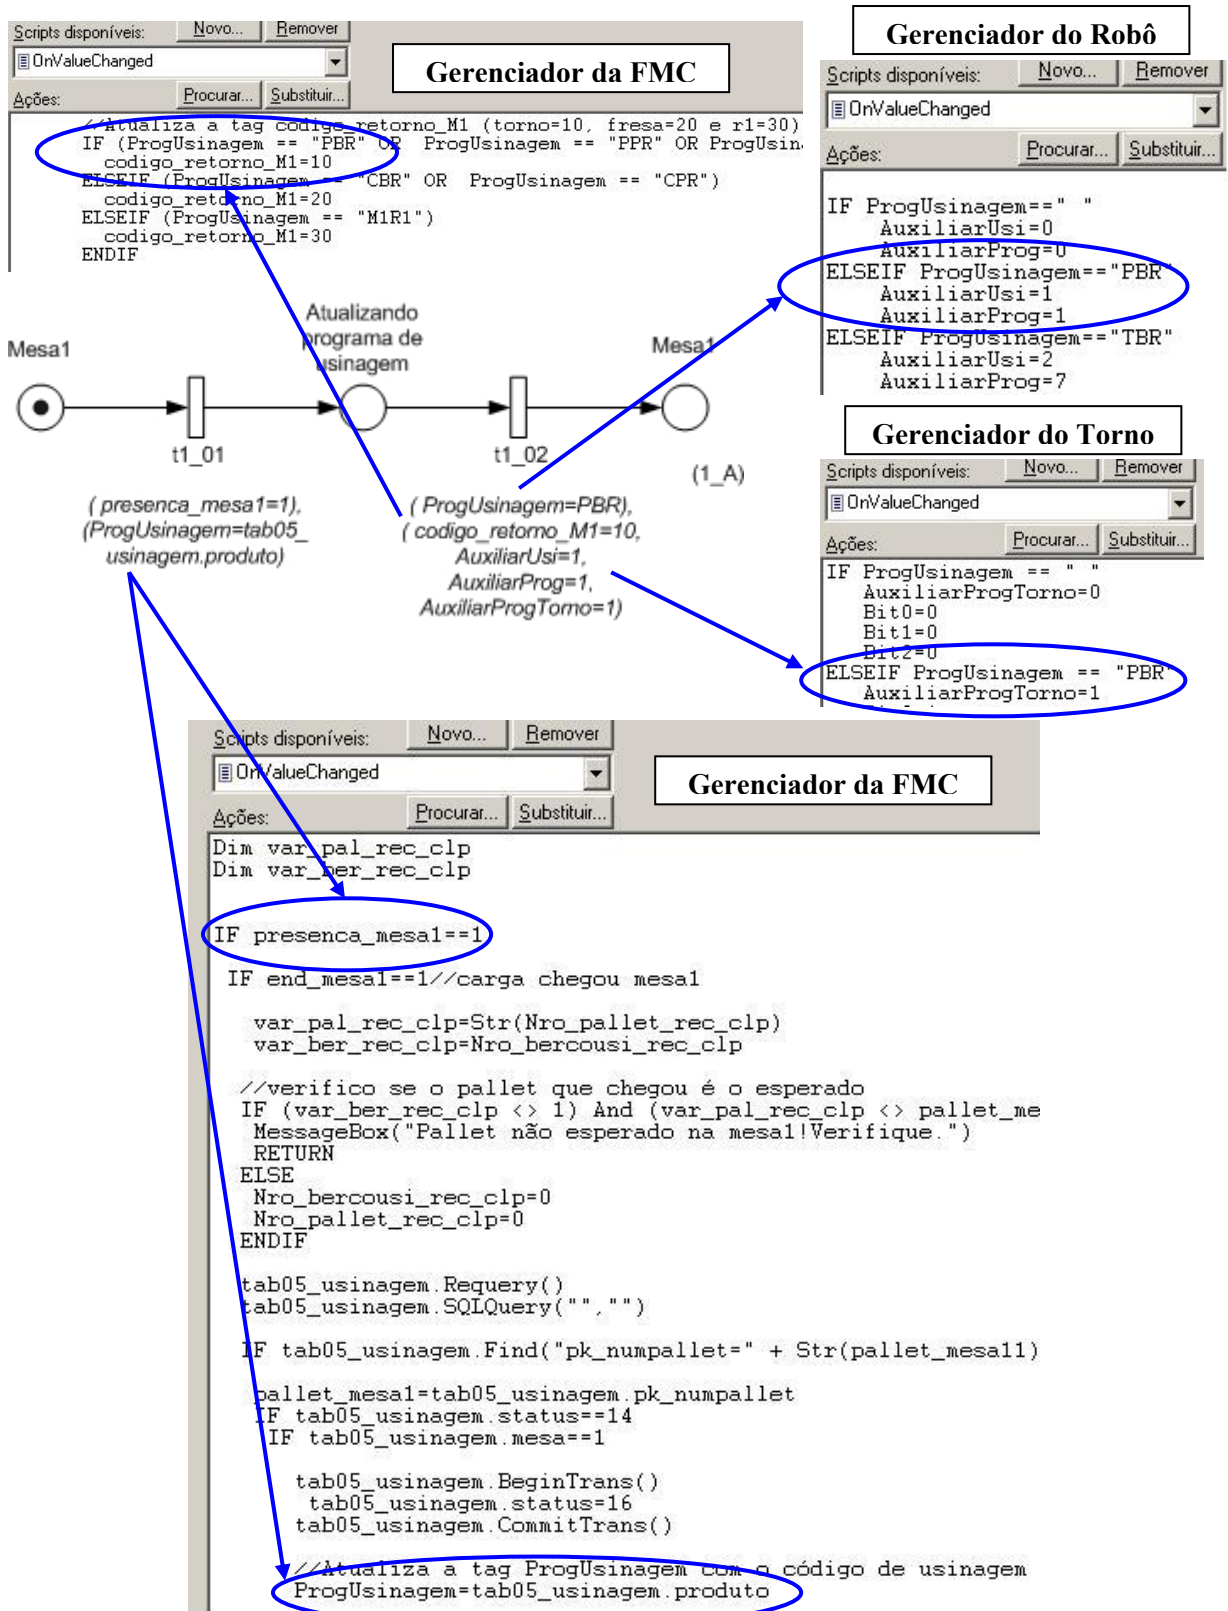 Scripts disponíveis: Novo... Remover
OnValueChanged
Ações: Procurar... Substituir...
Gerenciador da FMC
//Atualiza a tag codigo_retorno_M1 (torno=10, fresa=20 e r1=30)
IF (ProgUsinagem == "PBR" OR ProgUsinagem == "PPR" OR ProgUsin
codigo_retorno_M1=10
ELSEIF (ProgUsinagem == "CBR" OR ProgUsinagem == "CPR")
codigo_retorno_M1=20
ELSEIF (ProgUsinagem == "M1R1")
codigo_retorno_M1=30
ENDIF
Gerenciador do Robô
Scripts disponíveis: Novo... Remover
OnValueChanged
Ações: Procurar... Substituir...
IF ProgUsinagem==" "
AuxiliarUsi=0
AuxiliarProg=0
ELSEIF ProgUsinagem=="PBR"
AuxiliarUsi=1
AuxiliarProg=1
ELSEIF ProgUsinagem=="TBR"
AuxiliarUsi=2
AuxiliarProg=7
Mesa1
Atualizando
programa de
usinagem
Mesa1
t1_01
t1_02
(1_A)
( presenca_mesa1=1),
(ProgUsinagem=tab05_
usinagem.produto)
( ProgUsinagem=PBR),
( codigo_retorno_M1=10,
AuxiliarUsi=1,
AuxiliarProg=1,
AuxiliarProgTorno=1)
Gerenciador do Torno
Scripts disponíveis: Novo... Remover
OnValueChanged
Ações: Procurar... Substituir...
IF ProgUsinagem == " "
AuxiliarProgTorno=0
Bit0=0
Bit1=0
Bit2=0
ELSEIF ProgUsinagem == "PBR"
AuxiliarProgTorno=1
Scripts disponíveis: Novo... Remover
OnValueChanged
Ações: Procurar... Substituir...
Gerenciador da FMC
Dim var_pal_rec_clp
Dim var_ber_rec_clp
IF presenca_mesa1==1
IF end_mesa1==1//carga chegou mesa1
var_pal_rec_clp=Str(Nro_pallet_rec_clp)
var_ber_rec_clp=Nro_bercousi_rec_clp
//verifico se o pallet que chegou é o esperado
IF (var_ber_rec_clp <> 1) And (var_pal_rec_clp <> pallet_me
MessageBox("Pallet não esperado na mesa1!Verifique.")
RETURN
ELSE
Nro_bercousi_rec_clp=0
Nro_pallet_rec_clp=0
ENDIF
tab05_usinagem.Requery()
tab05_usinagem.SQLQuery("","")
IF tab05_usinagem.Find("pk_numpallet=" + Str(pallet_mesa11)
pallet_mesa1=tab05_usinagem.pk_numpallet
IF tab05_usinagem.status==14
IF tab05_usinagem.mesa==1
tab05_usinagem.BeginTrans()
tab05_usinagem.status=16
tab05_usinagem.CommitTrans()
//Atualiza a tag ProgUsinagem com o código de usinagem
ProgUsinagem=tab05_usinagem.produto